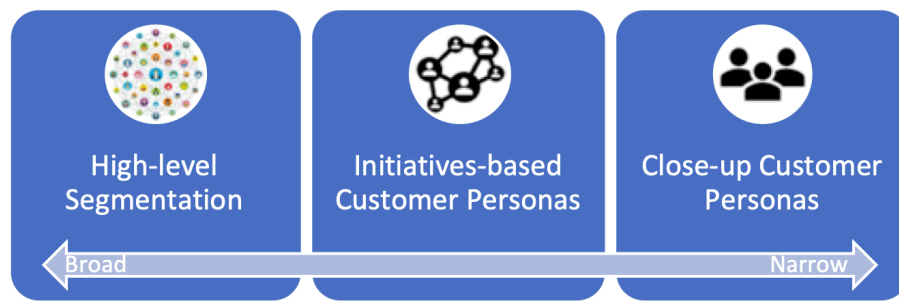 High-level
Segmentation
Initiatives-based
Customer Personas
Close-up Customer
Personas
Broad
Narrow